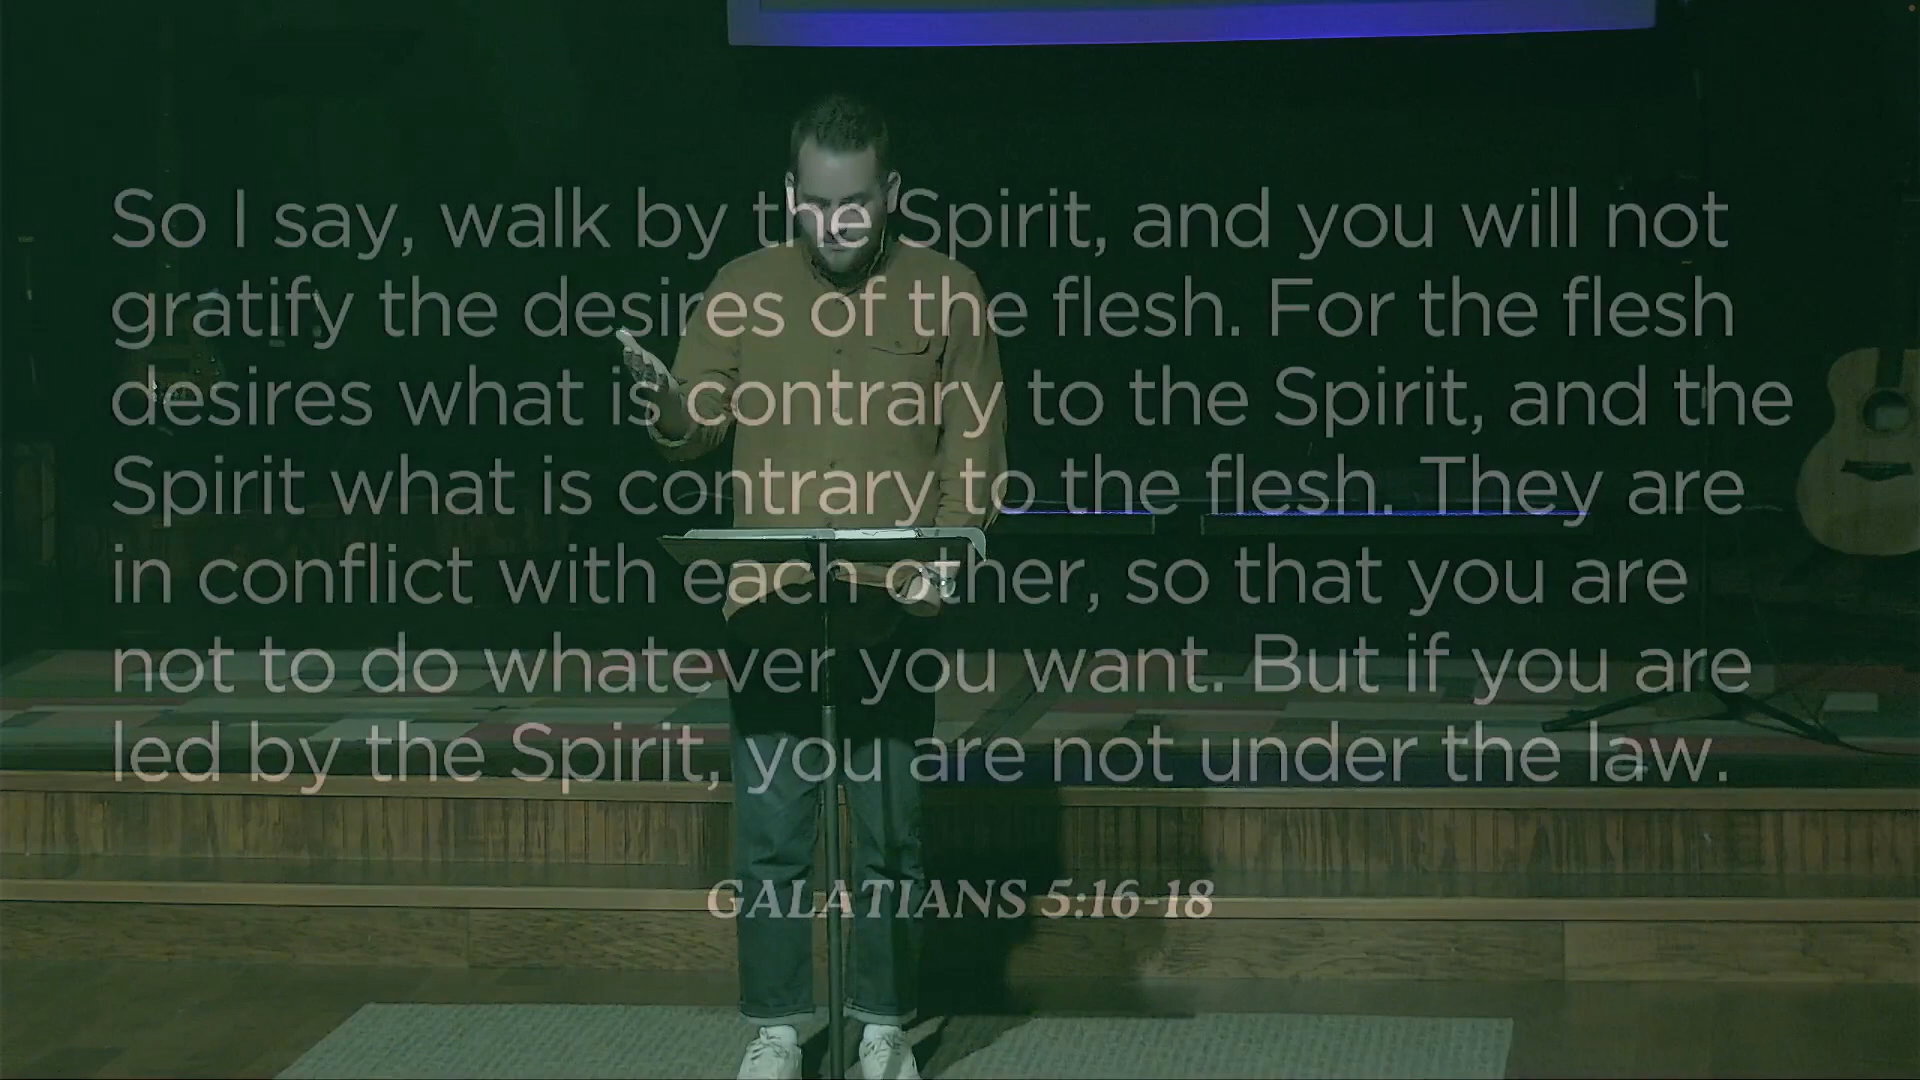 So I say, walk by the Spirit, and you will not
gratify the desires of the flesh. For the flesh
desires what is contrary to the Spirit, and the
Spirit what is contrary to the flesh. They are
in conflict with each other, so that you are
not to do whatever you want. But if you are
led by the Spirit, you are not under the law.
GALATIANS 5:16-18